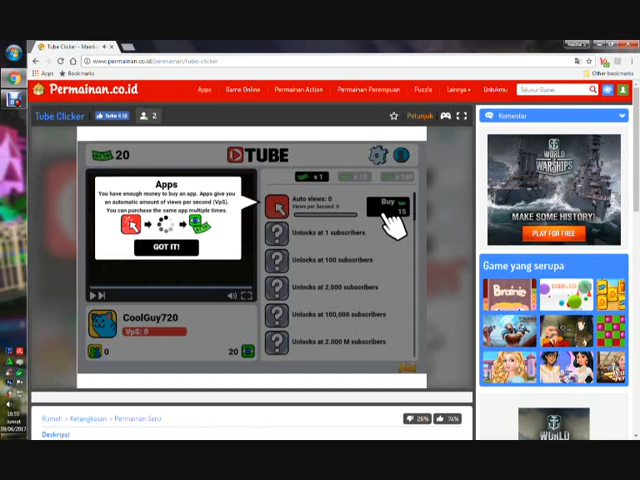 Tube Clicker - Mainkan
www.permainan.co.id/permainan/tube-clicker
Apps
Bookmarks
Other bookmarks
Permainan.co.id
Apps
Game Online
Permainan Action
Permainan Perempuan
Puzzle
Lainnya
Untukmu
Telusur Game!
Tube Clicker
Suka
2
Petunjuk
Komentar
20
TUBE
x 1
x 10
x 100
Apps
You have enough money to buy an app. Apps give you
an automatic amount of views per second (VpS).
You can purchase the same app multiple times.
GOT IT!
Auto views: 0
Views per Second: 0
Buy
15
Unlocks at 1 subscribers
Unlocks at 100 subscribers
Unlocks at 2,000 subscribers
Unlocks at 100,000 subscribers
Unlocks at 2.000 M subscribers
CoolGuy720
VpS: 0
0
20
WORLD
OF
WARSHIPS
MAKE SOME HISTORY!
PLAY FOR FREE
Game yang serupa
Brainie
Rumah > Ketangkasan > Permainan Seru
26%
74%
Deskripsi
WORLD
Jumat